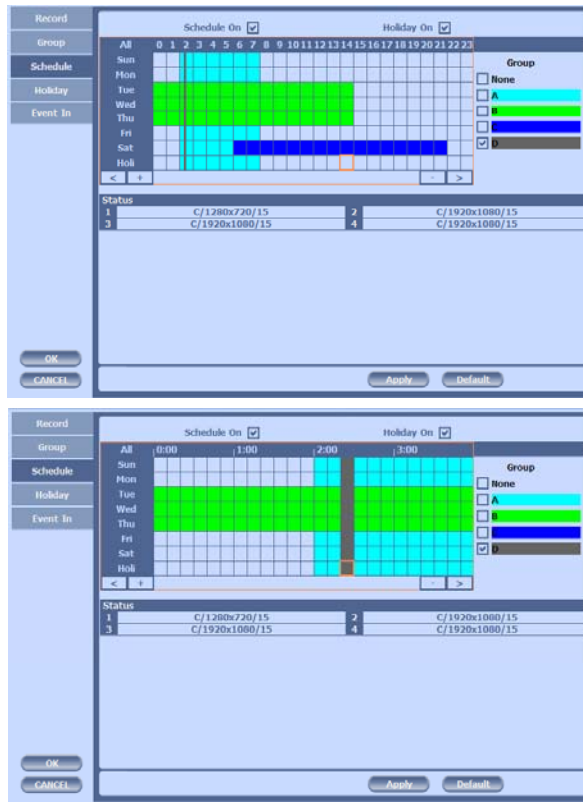 Record
Group
Schedule
Holiday
Event In
Schedule On
Holiday On
All 0 1 2 3 4 5 6 7 8 9 10 11 12 13 14 15 16 17 18 19 20 21 22 23
Sun
Mon
Tue
Wed
Thu
Fri
Sat
Holi
< + - >
Group
None
A
B
D
Status
1 C/1280x720/15 2 C/1920x1080/15
3 C/1920x1080/15 4 C/1920x1080/15
OK
CANCEL
Apply Default
Record
Group
Schedule
Holiday
Event In
Schedule On
Holiday On
All 0:00 1:00 2:00 3:00
Sun
Mon
Tue
Wed
Thu
Fri
Sat
Holi
< + - >
Group
None
A
B
D
Status
1 C/1280x720/15 2 C/1920x1080/15
3 C/1920x1080/15 4 C/1920x1080/15
OK
CANCEL
Apply Default